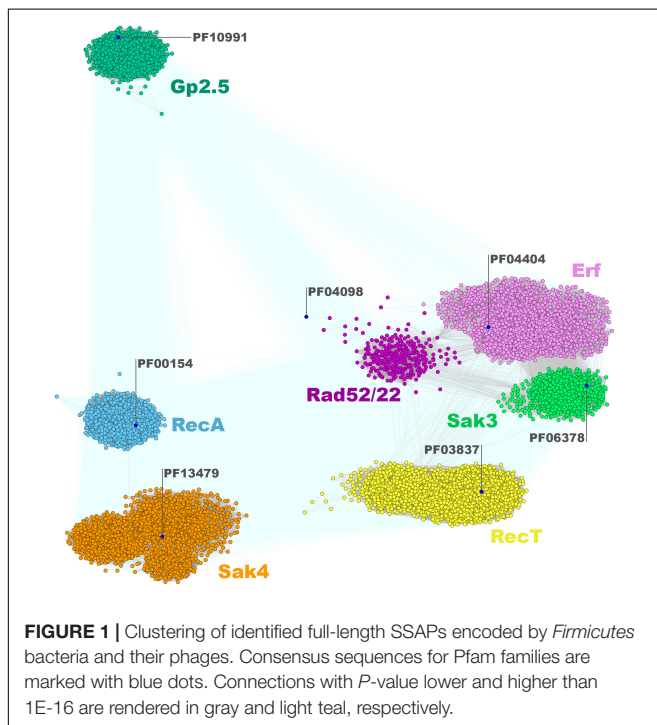 PF10991
Gp2.5
PF04404
Erf
PF04098
PF00154
Rad52/22
Sak3
RecA
PF03837
PF06378
PF13479
RecT
Sak4
FIGURE 1 | Clustering of identified full-length SSAPs encoded by Firmicutes
bacteria and their phages. Consensus sequences for Pfam families are
marked with blue dots. Connections with P-value lower and higher than
1E-16 are rendered in gray and light teal, respectively.